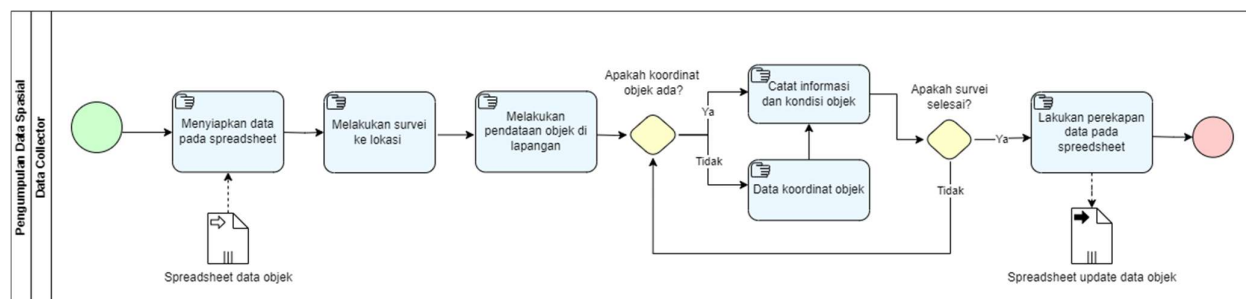 Pengumpulan Data Spasial
Data Collector
Menyiapkan data
pada spreadsheet
Spreadsheet data objek
Melakukan survei
ke lokasi
Melakukan
pendataan objek di
lapangan
Apakah koordinat
objek ada?
Ya
Tidak
Catat informasi
dan kondisi objek
Data koordinat objek
Apakah survei
selesai?
Ya
Tidak
Lakukan perekapan
data pada
spreedsheet
Spreadsheet update data objek